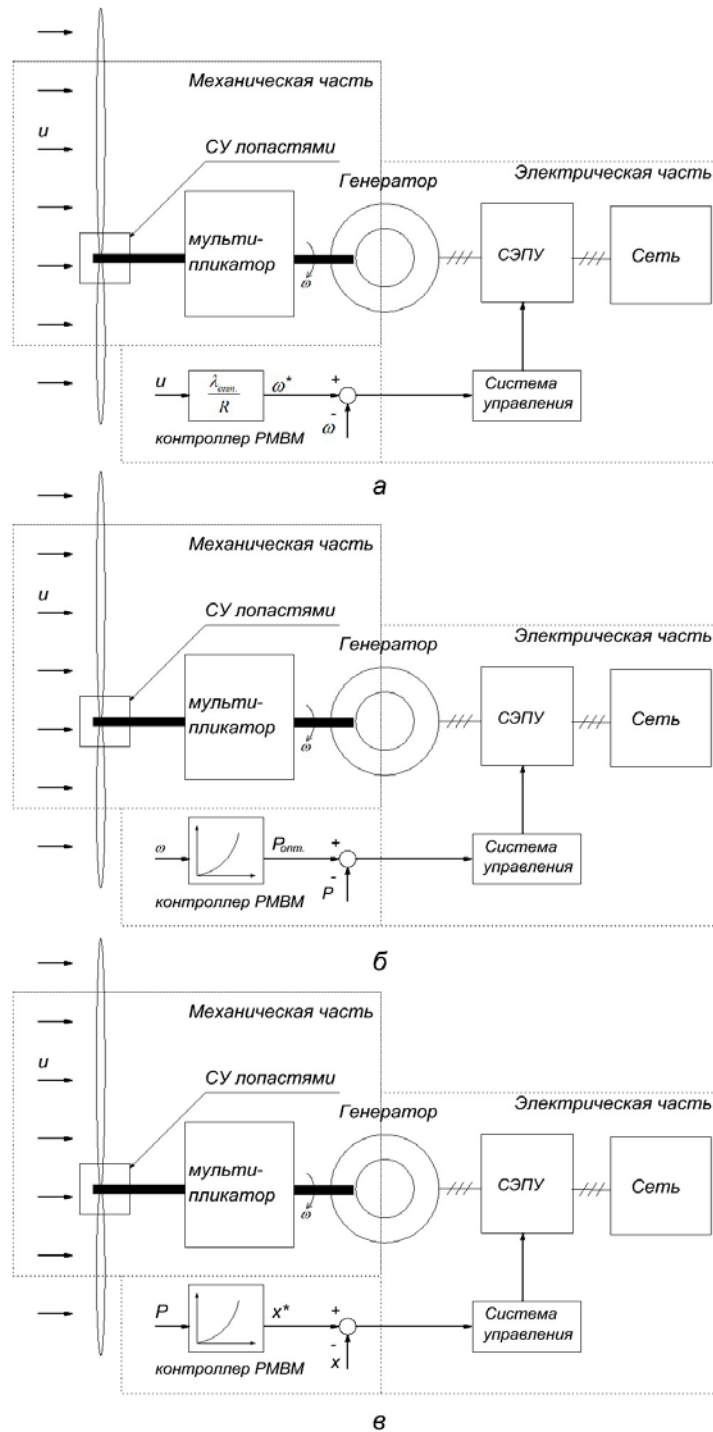 Механическая часть
u
СУ лопастями
Электрическая часть
Генератор
мульти-
пликатор
ω
СЭПУ
Сеть
u
λопт.
R
ω*
+
-
ω
Система
управления
контроллер РМВМ
а
Механическая часть
u
СУ лопастями
Электрическая часть
Генератор
мульти-
пликатор
ω
СЭПУ
Сеть
ω
Pопт.
+
-
P
Система
управления
контроллер РМВМ
б
Механическая часть
u
СУ лопастями
Электрическая часть
Генератор
мульти-
пликатор
ω
СЭПУ
Сеть
P
x*
+
-
x
Система
управления
контроллер РМВМ
в